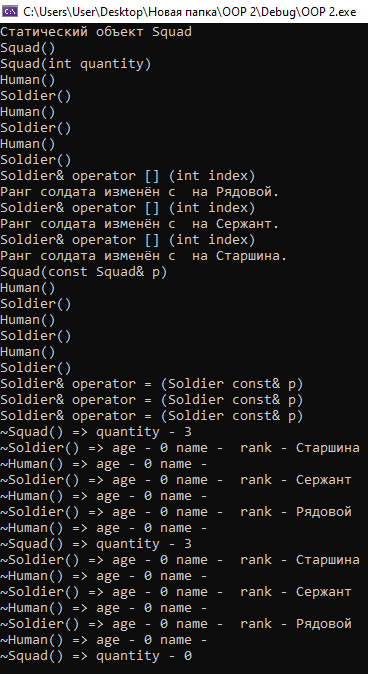 C:\Users\User\Desktop\Новая папка\OOP 2\Debug\OOP 2.exe
Статический объект Squad
Squad()
Squad(int quantity)
Human()
Soldier()
Human()
Soldier()
Human()
Soldier()
Soldier& operator [] (int index)
Ранг солдата изменён с  на Рядовой.
Soldier& operator [] (int index)
Ранг солдата изменён с  на Сержант.
Soldier& operator [] (int index)
Ранг солдата изменён с  на Старшина.
Squad(const Squad& p)
Human()
Soldier()
Human()
Soldier()
Human()
Soldier()
Soldier& operator = (Soldier const& p)
Soldier& operator = (Soldier const& p)
Soldier& operator = (Soldier const& p)
~Squad() => quantity - 3
~Soldier() => age - 0 name -  rank - Старшина
~Human() => age - 0 name -
~Soldier() => age - 0 name -  rank - Сержант
~Human() => age - 0 name -
~Soldier() => age - 0 name -  rank - Рядовой
~Human() => age - 0 name -
~Squad() => quantity - 3
~Soldier() => age - 0 name -  rank - Старшина
~Human() => age - 0 name -
~Soldier() => age - 0 name -  rank - Сержант
~Human() => age - 0 name -
~Soldier() => age - 0 name -  rank - Рядовой
~Human() => age - 0 name -
~Squad() => quantity - 0